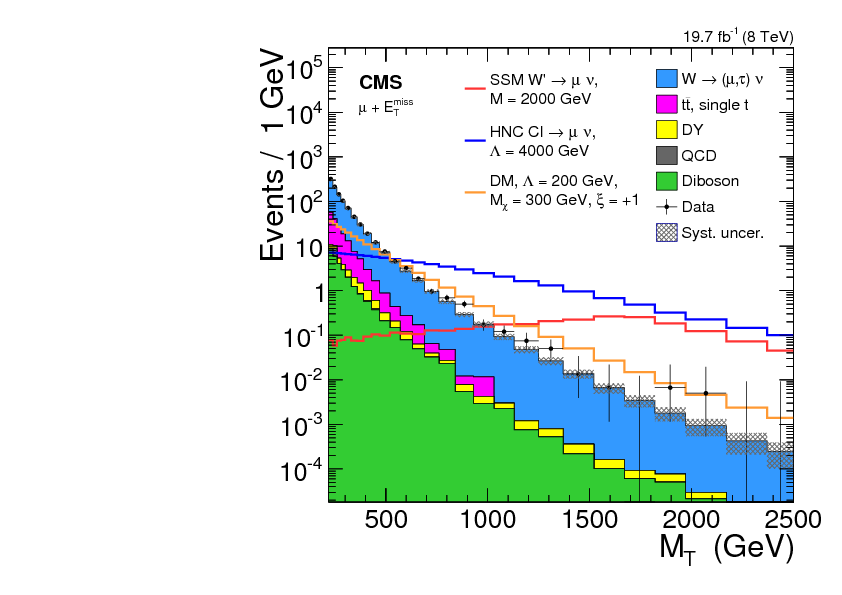 19.7 fb⁻¹ (8 TeV)
Events / 1 GeV
10⁵
10⁴
10³
10²
10
1
10⁻¹
10⁻²
10⁻³
10⁻⁴
CMS
μ + E_T^miss
SSM W' → μ ν,
M = 2000 GeV
HNC CI → μ ν,
Λ = 4000 GeV
DM, Λ = 200 GeV,
M_χ = 300 GeV, ξ = +1
W → (μ,τ) ν
tt̄, single t
DY
QCD
Diboson
Data
Syst. uncer.
500 1000 1500 2000 2500
M_T (GeV)